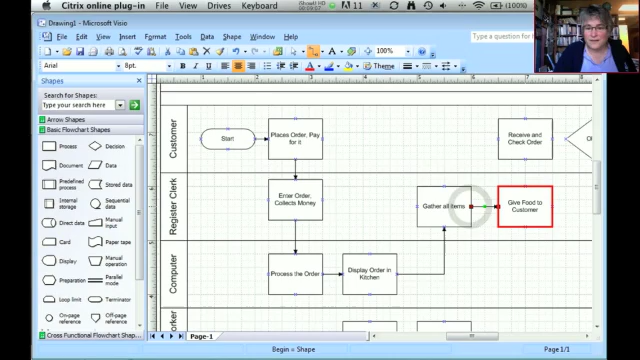 Citrix online plug-in Devices Keyboard
11
(100%)
Drawing1 - Microsoft Visio
File Edit View Insert Format Tools Data Shape Window Help
Type a question for help
100%
Arial 8pt. Theme
Shapes
Search for Shapes:
Type your search here
Arrow Shapes
Basic Flowchart Shapes
Process Decision
Document Data
Predefined process Stored data
Internal storage Sequential data
Direct data Manual input
Card Paper tape
Display Manual operation
Preparation Parallel mode
Loop limit Terminator
On-page reference Off-page reference
Cross Functional Flowchart Shapes
Customer
Start
Places Order, Pay
for it
Receive and
Check Order
Register Clerk
Enter Order,
Collects Money
Gather all items
Give Food to
Customer
Computer
Process the Order
Display Order in
Kitchen
Page-1
Begin = Shape
Page 1/1